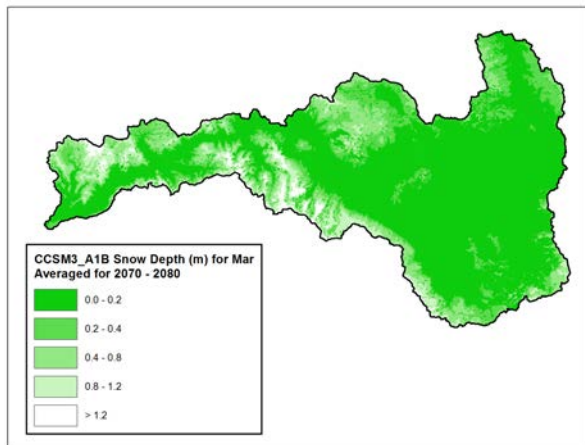 CCSM3_A1B Snow Depth (m) for Mar
Averaged for 2070 - 2080
0.0 - 0.2
0.2 - 0.4
0.4 - 0.8
0.8 - 1.2
> 1.2